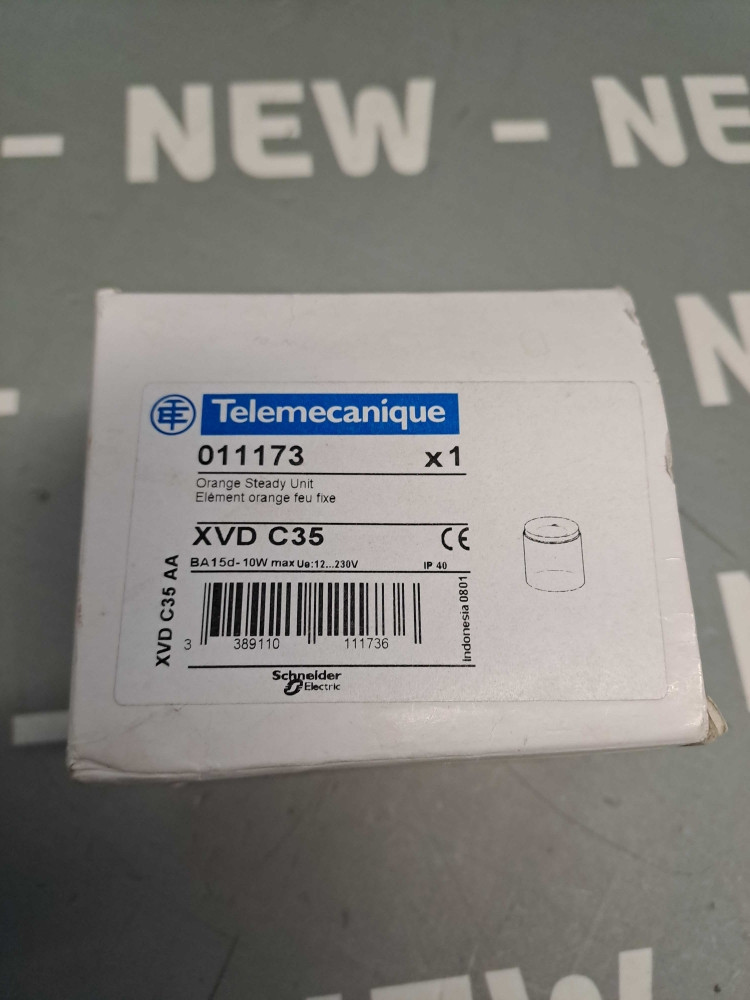 - NEW - NE
N
Telemecanique
011173 x1
Orange Steady Unit
Elément orange feu fixe
XVD C35 CE
BA15d-10W max Ue:12...230V IP 40
XVD C35 AA
3 389110 111736
Indonesia 0801
Schneider
Electric
NEW